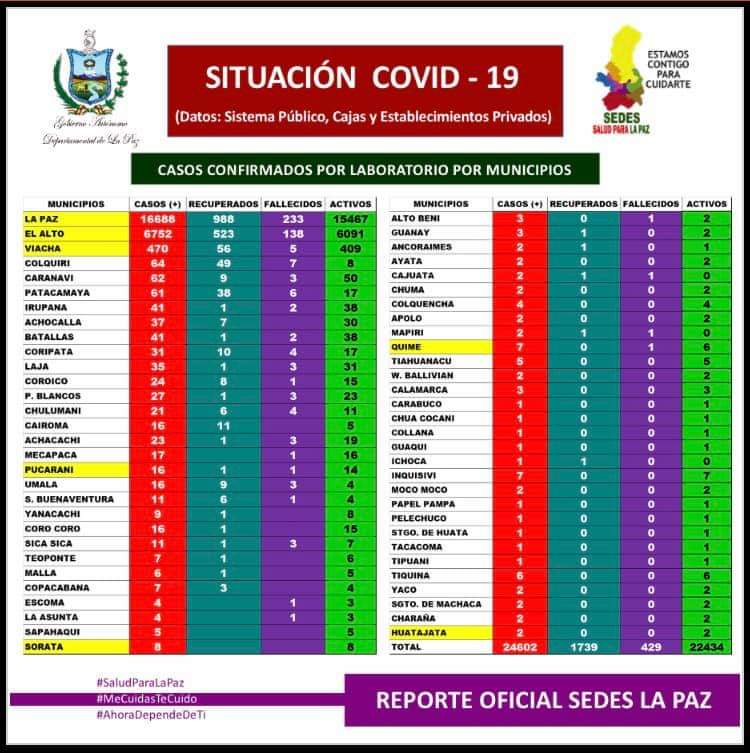 Gobierno Autónomo
Departamental de La Paz
SITUACIÓN COVID - 19
(Datos: Sistema Público, Cajas y Establecimientos Privados)
ESTAMOS
CONTIGO
PARA
CUIDARTE
SEDES
SALUD PARA LA PAZ
CASOS CONFIRMADOS POR LABORATORIO POR MUNICIPIOS
MUNICIPIOS CASOS (+) RECUPERADOS FALLECIDOS ACTIVOS
LA PAZ 16688 988 233 15467
EL ALTO 6752 523 138 6091
VIACHA 470 56 5 409
COLQUIRI 64 49 7 8
CARANAVI 62 9 3 50
PATACAMAYA 61 38 6 17
IRUPANA 41 1 2 38
ACHOCALLA 37 7 30
BATALLAS 41 1 2 38
CORIPATA 31 10 4 17
LAJA 35 1 3 31
COROICO 24 8 1 15
P. BLANCOS 27 1 3 23
CHULUMANI 21 6 4 11
CAIROMA 16 11 5
ACHACACHI 23 1 3 19
MECAPACA 17 1 16
PUCARANI 16 1 1 14
UMALA 16 9 3 4
S. BUENAVENTURA 11 6 1 4
YANACACHI 9 1 8
CORO CORO 16 1 15
SICA SICA 11 1 3 7
TEOPONTE 7 1 6
MALLA 6 1 5
COPACABANA 7 3 4
ESCOMA 4 1 3
LA ASUNTA 4 1 3
SAPAHAQUI 5 5
SORATA 8 8
MUNICIPIOS CASOS (+) RECUPERADOS FALLECIDOS ACTIVOS
ALTO BENI 3 0 1 2
GUANAY 3 1 0 2
ANCORAIMES 2 1 0 1
AYATA 2 0 0 2
CAJUATA 2 1 1 0
CHUMA 2 0 0 2
COLQUENCHA 4 0 0 4
APOLO 2 0 0 2
MAPIRI 2 1 1 0
QUIME 7 0 1 6
TIAHUANACU 5 0 0 5
W. BALLIVIAN 2 0 0 2
CALAMARCA 3 0 0 3
CARABUCO 1 0 0 1
CHUA COCANI 1 0 0 1
COLLANA 1 0 0 1
GUAQUI 1 0 0 1
ICHOCA 1 1 0 0
INQUISIVI 7 0 0 7
MOCO MOCO 2 0 0 2
PAPEL PAMPA 1 0 0 1
PELECHUCO 1 0 0 1
STGO. DE HUATA 1 0 0 1
TACACOMA 1 0 0 1
TIPUANI 1 0 0 1
TIQUINA 6 0 0 6
YACO 2 0 0 2
SGTO. DE MACHACA 2 0 0 2
CHARAÑA 2 0 0 2
HUATAJATA 2 0 0 2
TOTAL 24602 1739 429 22434
#SaludParaLaPaz
#MeCuidasTeCuido
#AhoraDependeDeTi
REPORTE OFICIAL SEDES LA PAZ